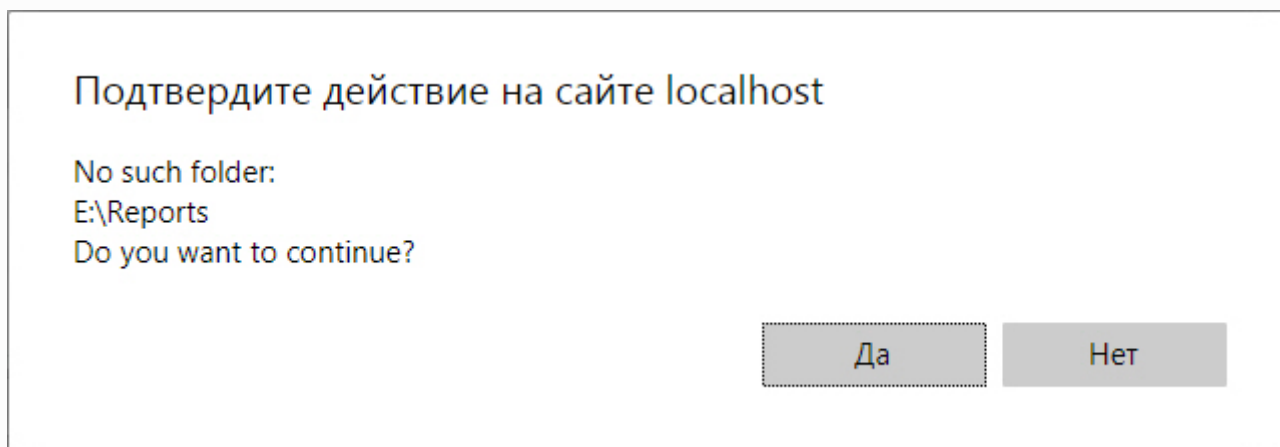 Подтвердите действие на сайте localhost
No such folder:
E:\Reports
Do you want to continue?
Да Нет